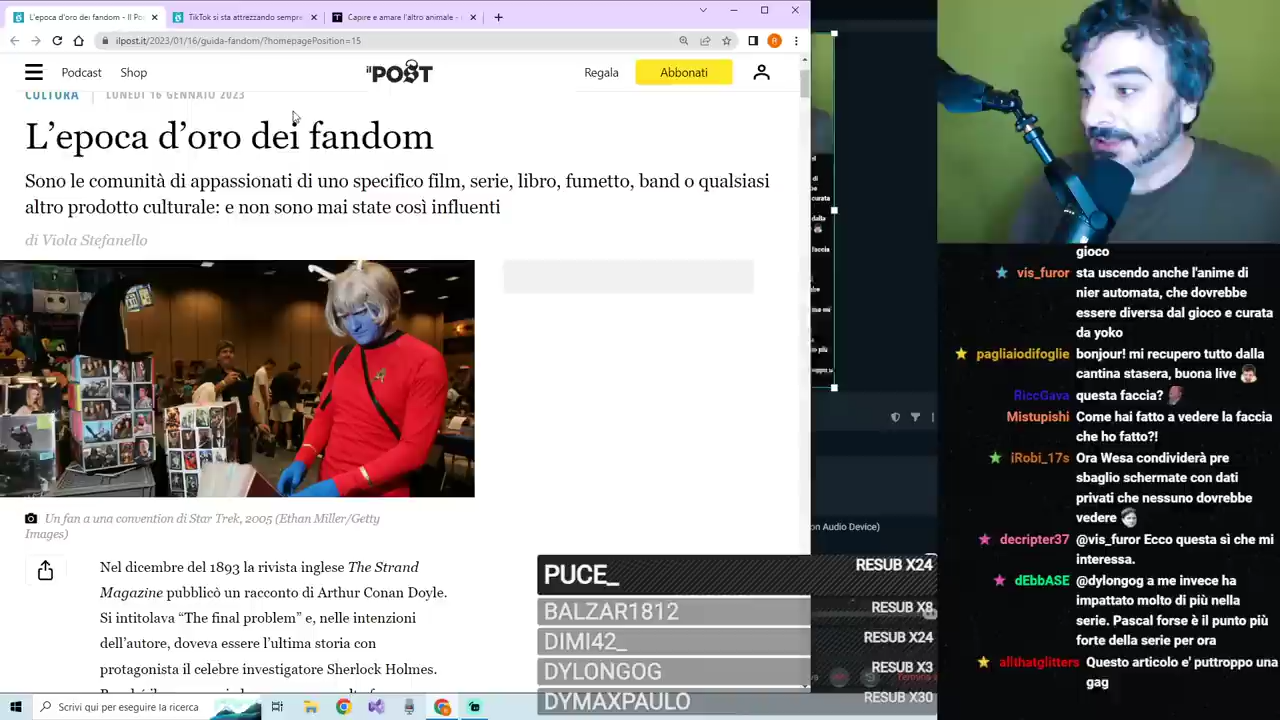 L'epoca d'oro dei fandom - Il Po
TikTok si sta attrezzando sempre
Capire e amare l'altro animale -
ilpost.it/2023/01/16/guida-fandom/?homepagePosition=15
Podcast
Shop
IL POST
Regala
Abbonati
CULTURA
LUNEDÌ 16 GENNAIO 2023
L'epoca d'oro dei fandom
Sono le comunità di appassionati di uno specifico film, serie, libro, fumetto, band o qualsiasi
altro prodotto culturale: e non sono mai state così influenti
di Viola Stefanello
Un fan a una convention di Star Trek, 2005 (Ethan Miller/Getty
Images)
Nel dicembre del 1893 la rivista inglese The Strand
Magazine pubblicò un racconto di Arthur Conan Doyle.
Si intitolava “The final problem” e, nelle intenzioni
dell'autore, doveva essere l'ultima storia con
protagonista il celebre investigatore Sherlock Holmes.
PUCE_ RESUB X24
BALZAR1812 RESUB X8
DIMI42_ RESUB X24
DYLONGOG RESUB X3
DYMAXPAULO RESUB X30
on Audio Device)
Scrivi qui per eseguire la ricerca
gioco
vis_furor sta uscendo anche l'anime di
nier automata, che dovrebbe
essere diversa dal gioco e curata
da yoko
pagliaiodifoglie bonjour! mi recupero tutto dalla
cantina stasera, buona live
RiccGava questa faccia?
Mistupishi Come hai fatto a vedere la faccia
che ho fatto?!
iRobi_17s Ora Wesa condividerà pre
sbaglio schermate con dati
privati che nessuno dovrebbe
vedere
decripter37 @vis_furor Ecco questa sì che mi
interessa.
dEbbASE @dylongog a me invece ha
impattato molto di più nella
serie. Pascal forse è il punto più
forte della serie per ora
allthatglitters Questo articolo e' puttroppo una
gag